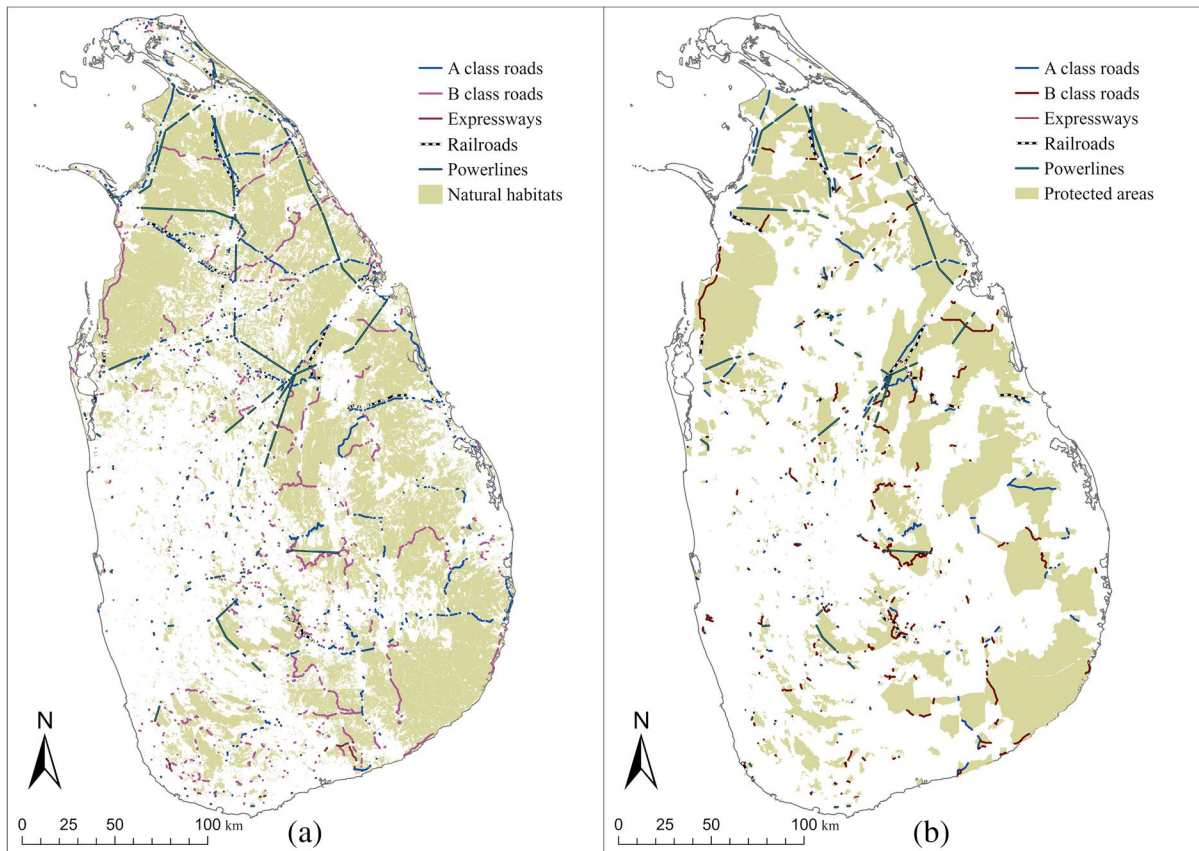 A class roads
B class roads
Expressways
Railroads
Powerlines
Natural habitats
N
0 25 50 100 km
(a)
A class roads
B class roads
Expressways
Railroads
Powerlines
Protected areas
N
0 25 50 100 km
(b)